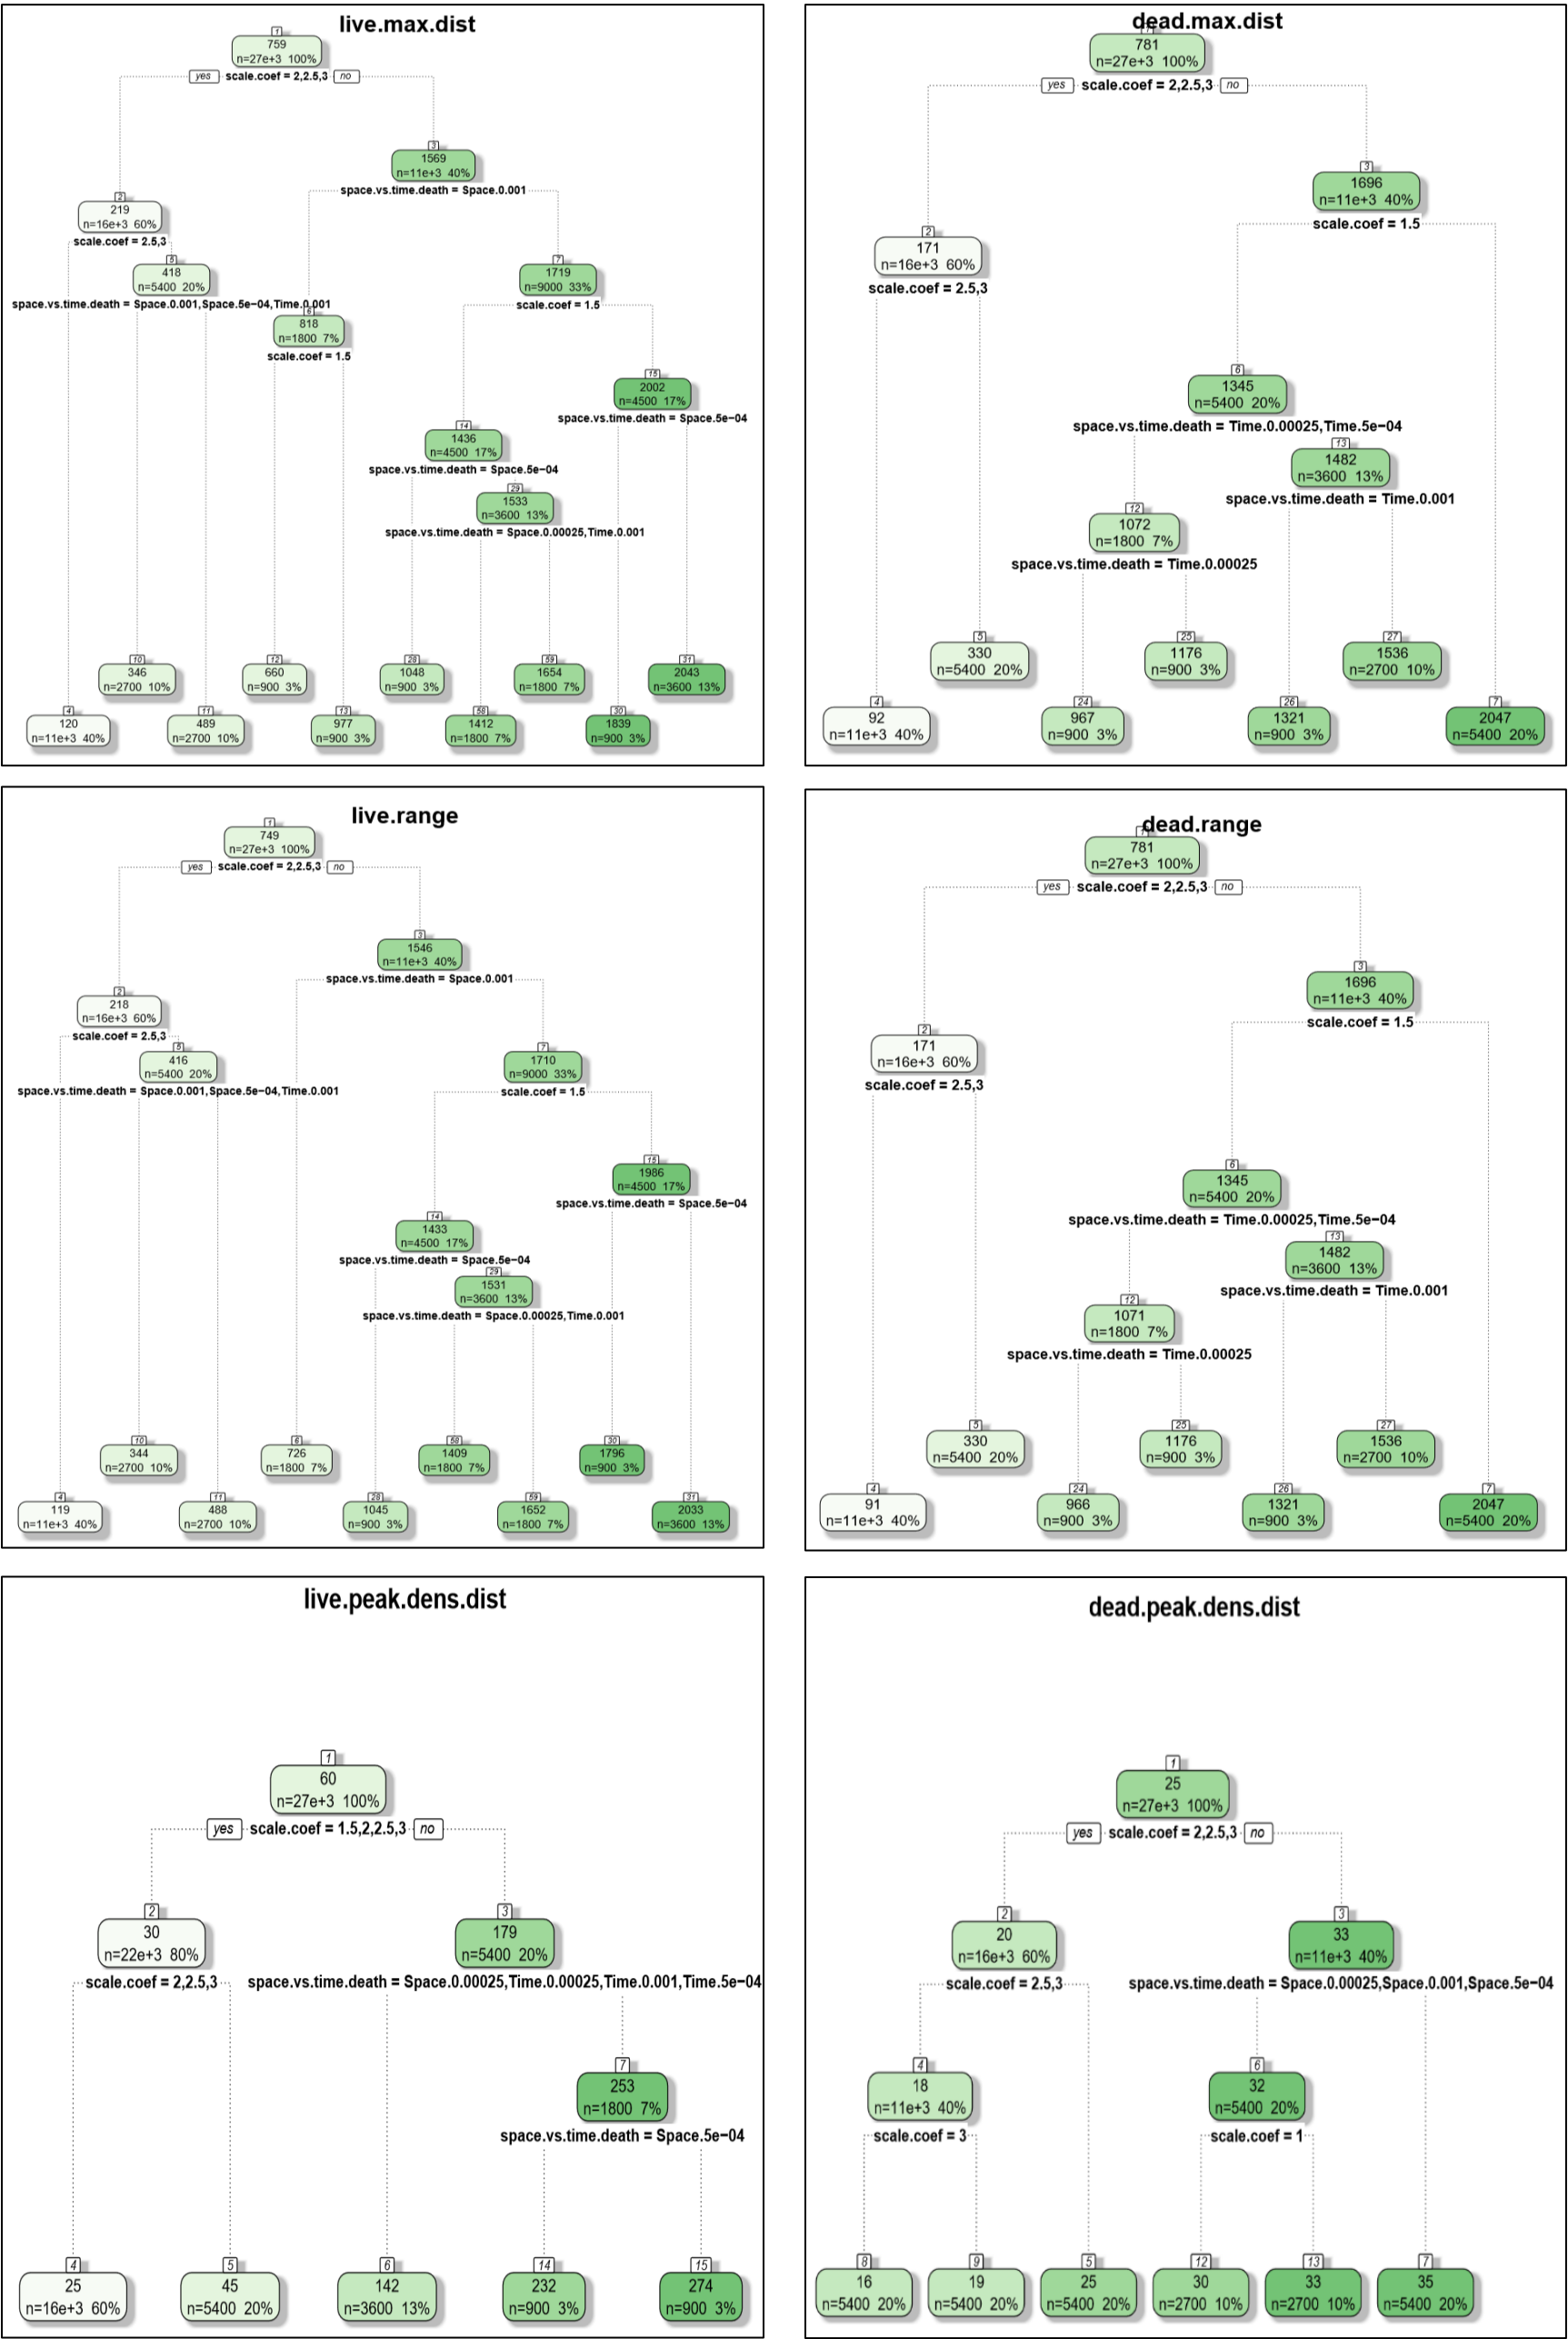 live.max.dist
1
759
n=27e+3 100%
yes scale.coef = 2,2.5,3 no
3
1569
n=11e+3 40%
space.vs.time.death = Space.0.001
2
219
n=16e+3 60%
scale.coef = 2.5,3
5
418
n=5400 20%
space.vs.time.death = Space.0.001,Space.5e−04,Time.0.001
7
1719
n=9000 33%
scale.coef = 1.5
6
818
n=1800 7%
scale.coef = 1.5
15
2002
n=4500 17%
space.vs.time.death = Space.5e−04
14
1436
n=4500 17%
space.vs.time.death = Space.5e−04
29
1533
n=3600 13%
space.vs.time.death = Space.0.00025,Time.0.001
10 12 28 59 31
346 660 1048 1654 2043
n=2700 10% n=900 3% n=900 3% n=1800 7% n=3600 13%
4 11 13 58 30
120 489 977 1412 1839
n=11e+3 40% n=2700 10% n=900 3% n=1800 7% n=900 3%
dead.max.dist
781
n=27e+3 100%
yes scale.coef = 2,2.5,3 no
3
1696
n=11e+3 40%
scale.coef = 1.5
2
171
n=16e+3 60%
scale.coef = 2.5,3
6
1345
n=5400 20%
space.vs.time.death = Time.0.00025,Time.5e−04
13
1482
n=3600 13%
space.vs.time.death = Time.0.001
12
1072
n=1800 7%
space.vs.time.death = Time.0.00025
5 25 27
330 1176 1536
n=5400 20% n=900 3% n=2700 10%
4 24 26 7
92 967 1321 2047
n=11e+3 40% n=900 3% n=900 3% n=5400 20%
live.range
1
749
n=27e+3 100%
yes scale.coef = 2,2.5,3 no
3
1546
n=11e+3 40%
space.vs.time.death = Space.0.001
2
218
n=16e+3 60%
scale.coef = 2.5,3
5
416
n=5400 20%
space.vs.time.death = Space.0.001,Space.5e−04,Time.0.001
7
1710
n=9000 33%
scale.coef = 1.5
15
1986
n=4500 17%
space.vs.time.death = Space.5e−04
14
1433
n=4500 17%
space.vs.time.death = Space.5e−04
29
1531
n=3600 13%
space.vs.time.death = Space.0.00025,Time.0.001
10 6 58 30
344 726 1409 1796
n=2700 10% n=1800 7% n=1800 7% n=900 3%
4 11 28 59 31
119 488 1045 1652 2033
n=11e+3 40% n=2700 10% n=900 3% n=1800 7% n=3600 13%
dead.range
781
n=27e+3 100%
yes scale.coef = 2,2.5,3 no
3
1696
n=11e+3 40%
scale.coef = 1.5
2
171
n=16e+3 60%
scale.coef = 2.5,3
6
1345
n=5400 20%
space.vs.time.death = Time.0.00025,Time.5e−04
13
1482
n=3600 13%
space.vs.time.death = Time.0.001
12
1071
n=1800 7%
space.vs.time.death = Time.0.00025
5 25 27
330 1176 1536
n=5400 20% n=900 3% n=2700 10%
4 24 26 7
91 966 1321 2047
n=11e+3 40% n=900 3% n=900 3% n=5400 20%
live.peak.dens.dist
1
60
n=27e+3 100%
yes scale.coef = 1.5,2,2.5,3 no
2 3
30 179
n=22e+3 80% n=5400 20%
scale.coef = 2,2.5,3 space.vs.time.death = Space.0.00025,Time.0.00025,Time.0.001,Time.5e−04
7
253
n=1800 7%
space.vs.time.death = Space.5e−04
4 5 6 14 15
25 45 142 232 274
n=16e+3 60% n=5400 20% n=3600 13% n=900 3% n=900 3%
dead.peak.dens.dist
1
25
n=27e+3 100%
yes scale.coef = 2,2.5,3 no
2 3
20 33
n=16e+3 60% n=11e+3 40%
scale.coef = 2.5,3 space.vs.time.death = Space.0.00025,Space.0.001,Space.5e−04
4 6
18 32
n=11e+3 40% n=5400 20%
scale.coef = 3 scale.coef = 1
8 9 5 12 13 7
16 19 25 30 33 35
n=5400 20% n=5400 20% n=5400 20% n=2700 10% n=2700 10% n=5400 20%